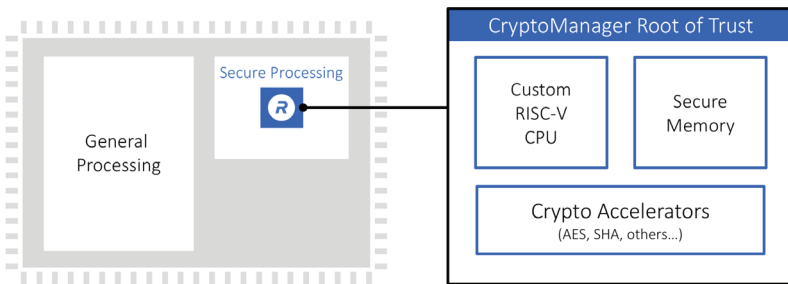 General
Processing
Secure Processing
R
CryptoManager Root of Trust
Custom
RISC-V
CPU
Secure
Memory
Crypto Accelerators
(AES, SHA, others...)